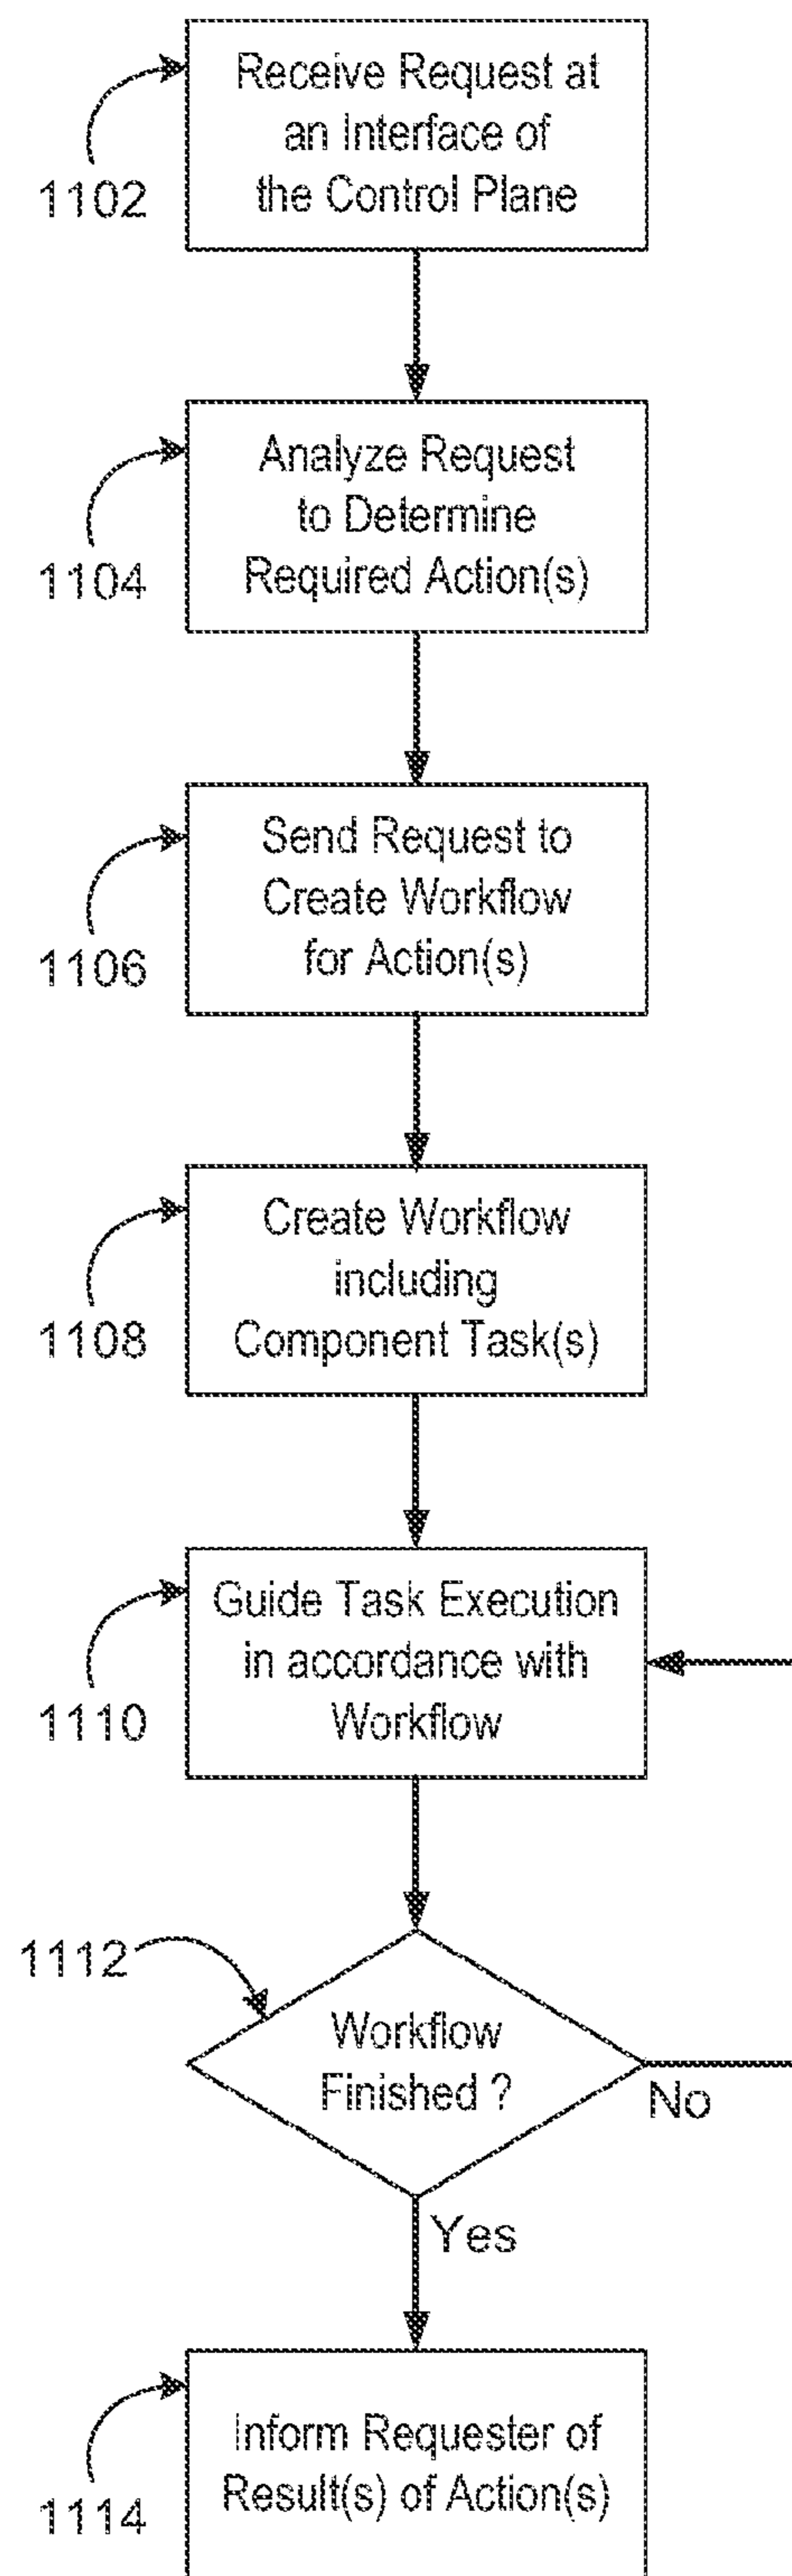 Receive Request at
an Interface of
the Control Plane
1102
Analyze Request
to Determine
Required Action(s)
1104
Send Request to
Create Workflow
for Action(s)
1106
Create Workflow
including
Component Task(s)
1108
Guide Task Execution
in accordance with
Workflow
1110
1112
Workflow
Finished ?
No
Yes
Inform Requester of
Result(s) of Action(s)
1114